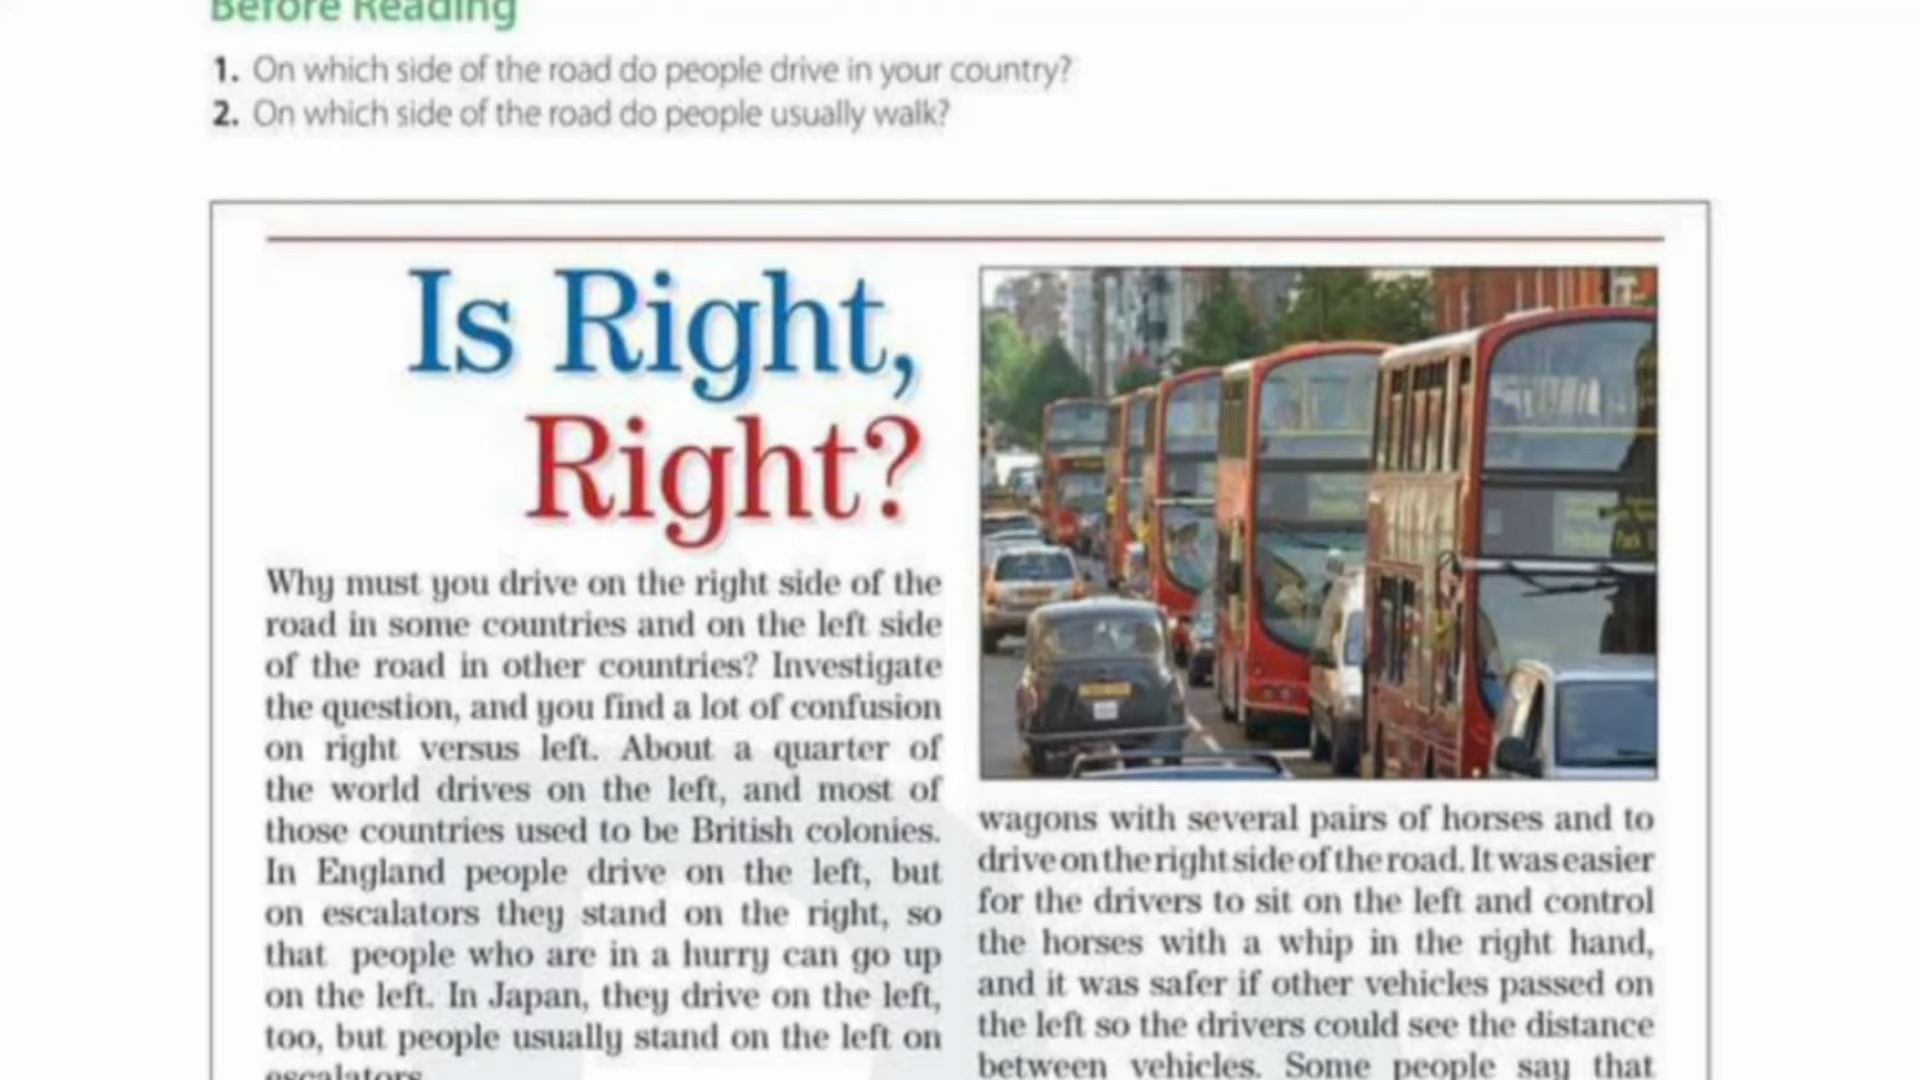 Before Reading
1. On which side of the road do people drive in your country?
2. On which side of the road do people usually walk?
Is Right,
Right?
Why must you drive on the right side of the
road in some countries and on the left side
of the road in other countries? Investigate
the question, and you find a lot of confusion
on right versus left. About a quarter of
the world drives on the left, and most of
those countries used to be British colonies.
In England people drive on the left, but
on escalators they stand on the right, so
that people who are in a hurry can go up
on the left. In Japan, they drive on the left,
too, but people usually stand on the left on
escalators.
wagons with several pairs of horses and to
drive on the right side of the road. It was easier
for the drivers to sit on the left and control
the horses with a whip in the right hand,
and it was safer if other vehicles passed on
the left so the drivers could see the distance
between vehicles. Some people say that